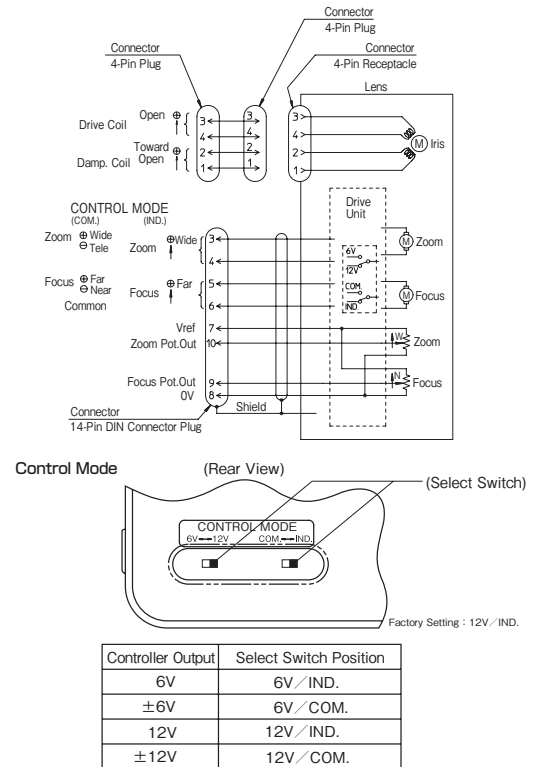 Connector
4-Pin Plug
Connector
4-Pin Plug
Connector
4-Pin Receptacle
Lens
Drive Coil
Open ⊕
3
4
2
1
3
4
2
1
3
4
2
1
M Iris
Damp. Coil
Toward ⊕
Open
CONTROL MODE
(COM.) (IND.)
Zoom ⊕ Wide
⊖ Tele
Zoom ⊕Wide
Focus ⊕ Far
⊖ Near
Common
Focus ⊕ Far
3
4
5
6
Vref 7
Zoom Pot.Out 10
Focus Pot.Out 9
0V 8
Shield
Connector
14-Pin DIN Connector Plug
Drive
Unit
6V
12V
COM.
IND.
M Zoom
M Focus
W Zoom
N Focus
Control Mode
(Rear View)
(Select Switch)
CONTROL MODE
6V↔12V COM.↔IND.
Factory Setting : 12V/IND.
Controller Output Select Switch Position
6V 6V/IND.
±6V 6V/COM.
12V 12V/IND.
±12V 12V/COM.